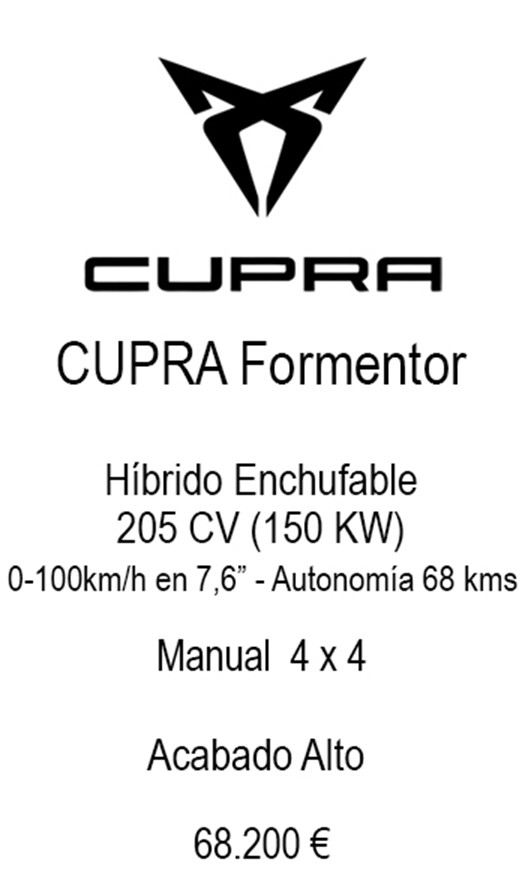 CUPRA
CUPRA Formentor
Híbrido Enchufable
205 CV (150 KW)
0-100km/h en 7,6” - Autonomía 68 kms
Manual 4 x 4
Acabado Alto
68.200 €